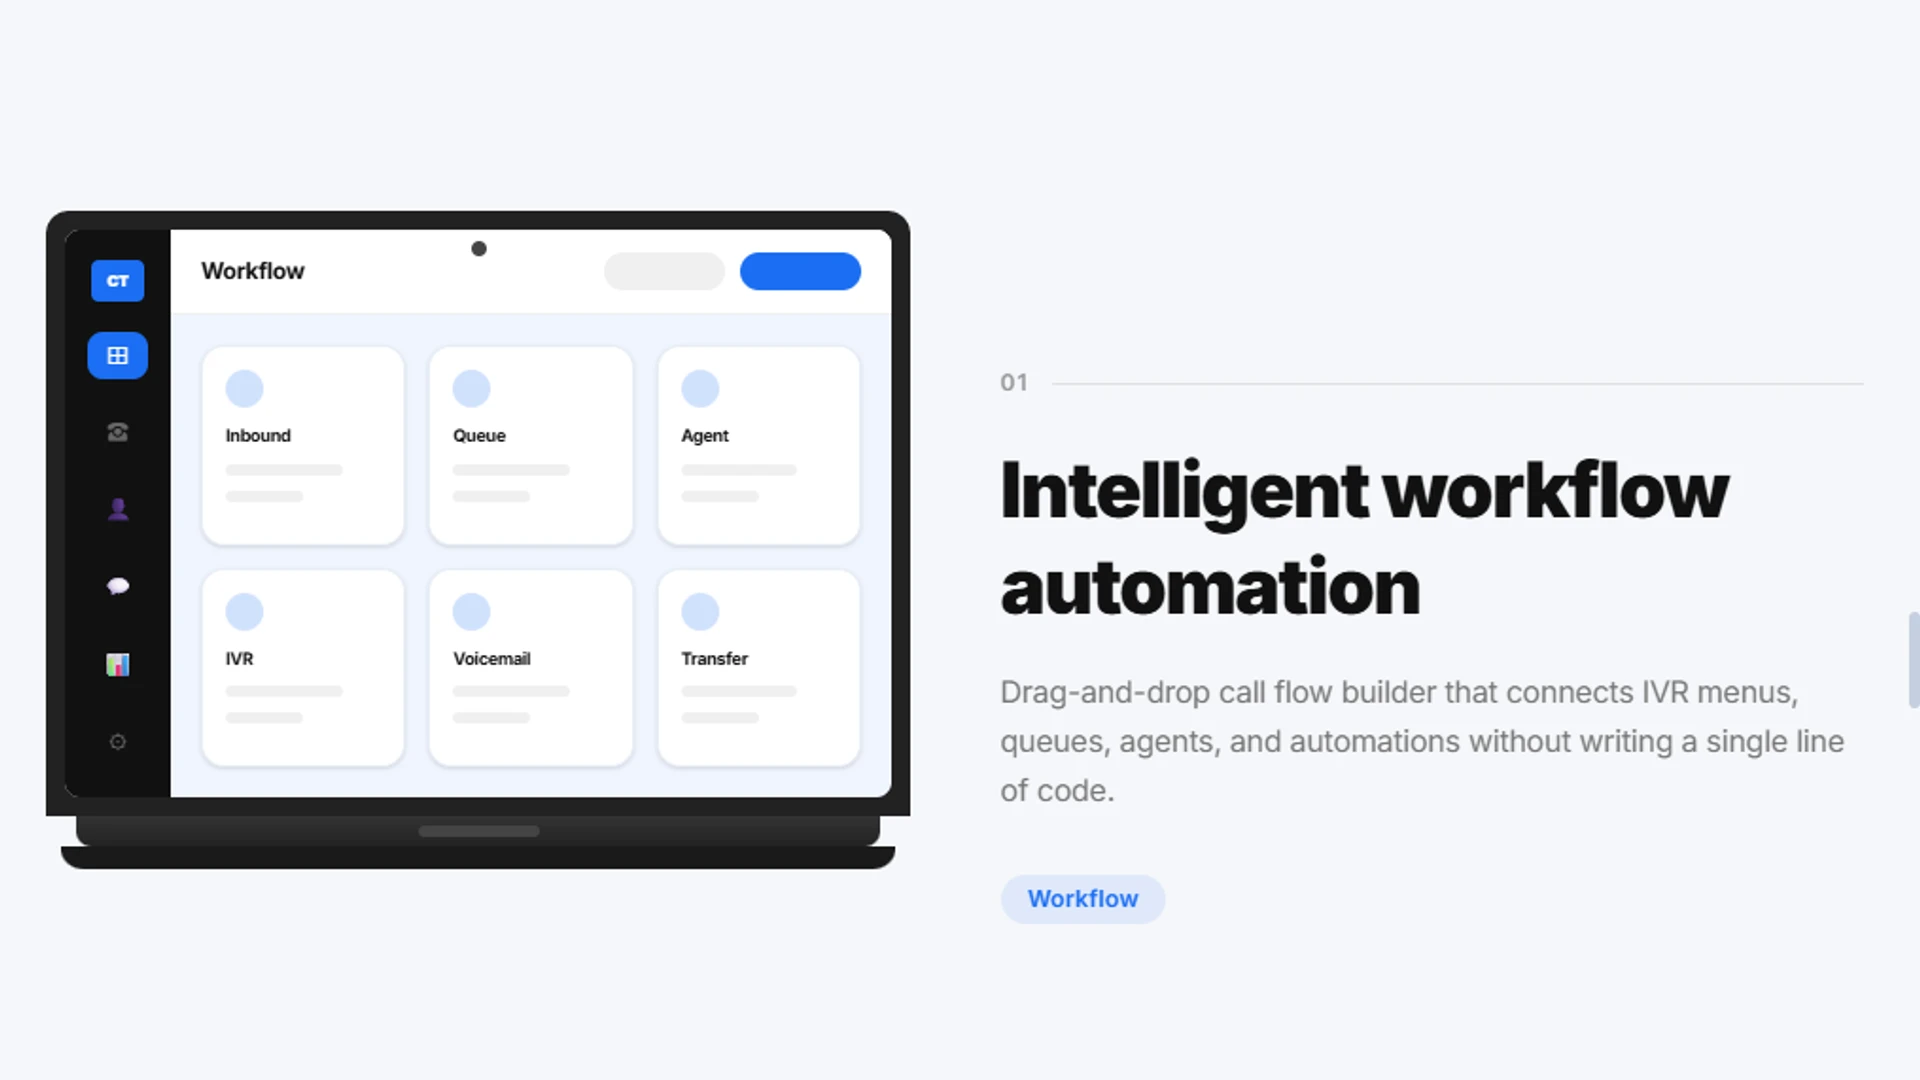 CT
Workflow
Inbound
Queue
Agent
IVR
Voicemail
Transfer
01
Intelligent workflow
automation
Drag-and-drop call flow builder that connects IVR menus,
queues, agents, and automations without writing a single line
of code.
Workflow